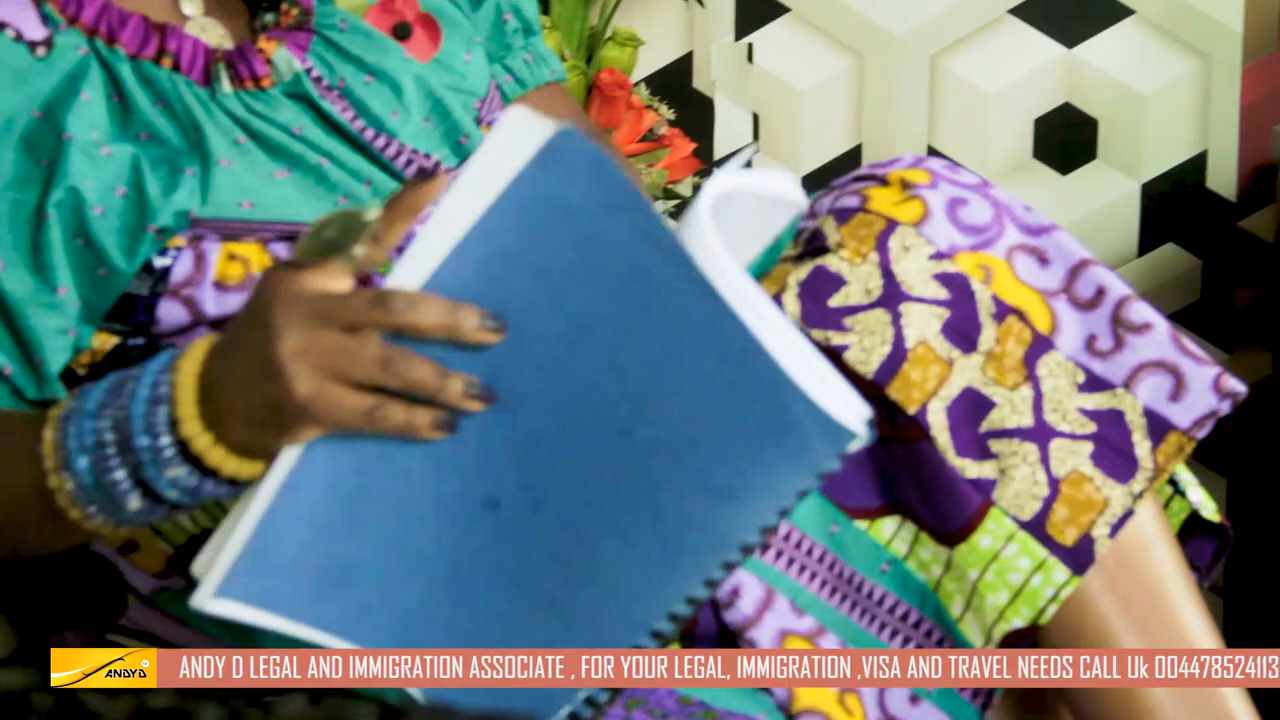 ANDYD
ANDY D LEGAL AND IMMIGRATION ASSOCIATE , FOR YOUR LEGAL, IMMIGRATION ,VISA AND TRAVEL NEEDS CALL Uk 004478524113